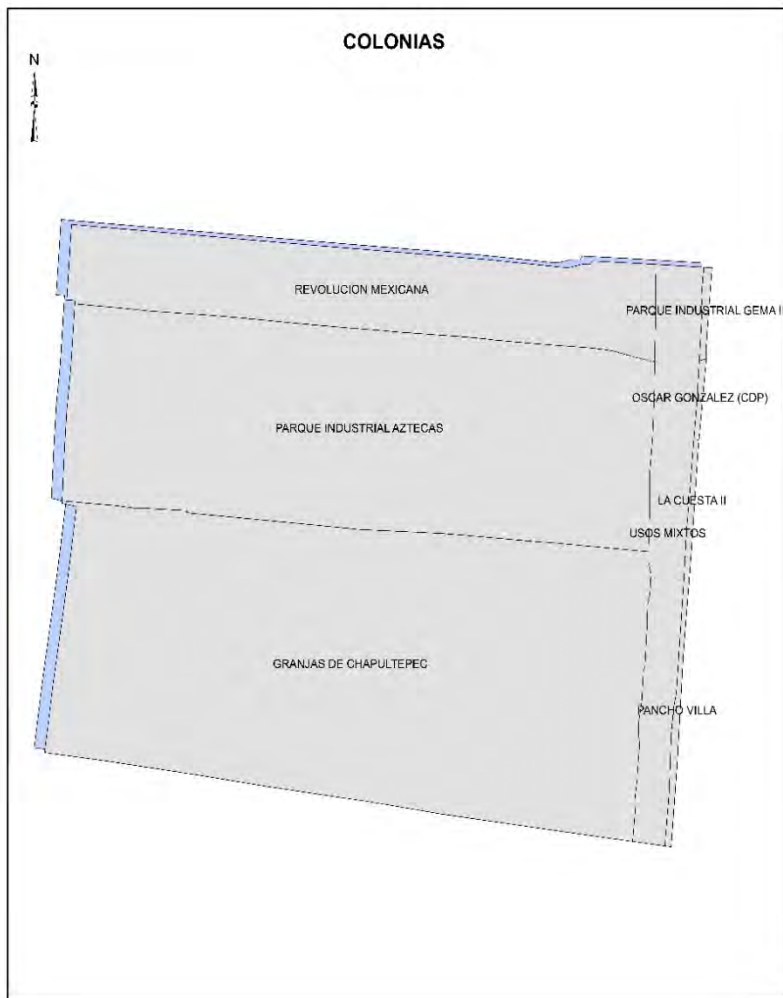 COLONIAS
N
REVOLUCION MEXICANA
PARQUE INDUSTRIAL GEMA II
OSCAR GONZALEZ (CDP)
PARQUE INDUSTRIAL AZTECAS
LA CUESTA II
USOS MIXTOS
GRANJAS DE CHAPULTEPEC
PANCHO VILLA